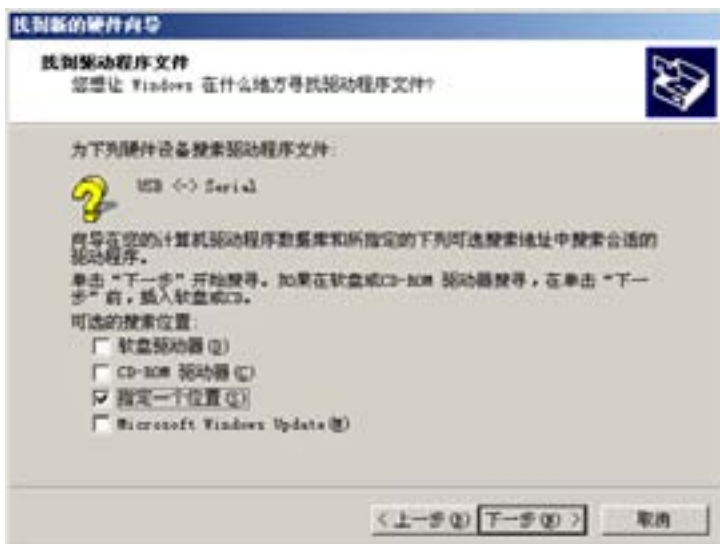 找到新的硬件向导
找到驱动程序文件
您想让 Windows 在什么地方寻找驱动程序文件?
为下列硬件设备搜索驱动程序文件:
USB <-> Serial
向导在您的计算机驱动程序数据库和所指定的下列可选搜索地址中搜索合适的
驱动程序。
单击“下一步”开始搜寻。如果在软盘或CD-ROM 驱动器搜寻，在单击“下一
步”前，插入软盘或CD。
可选的搜索位置:
软盘驱动器(D)
CD-ROM 驱动器(C)
指定一个位置(S)
Microsoft Windows Update(M)
<上一步(B) 下一步(N) > 取消